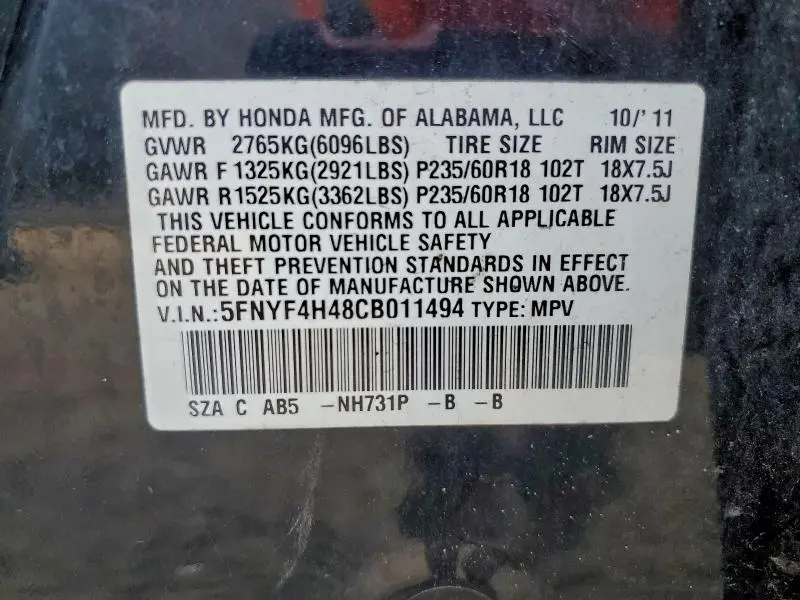 MFD. BY HONDA MFG. OF ALABAMA, LLC 10/'11
GVWR 2765KG(6096LBS) TIRE SIZE RIM SIZE
GAWR F 1325KG(2921LBS) P235/60R18 102T 18X7.5J
GAWR R1525KG(3362LBS) P235/60R18 102T 18X7.5J
THIS VEHICLE CONFORMS TO ALL APPLICABLE
FEDERAL MOTOR VEHICLE SAFETY
AND THEFT PREVENTION STANDARDS IN EFFECT
ON THE DATE OF MANUFACTURE SHOWN ABOVE.
V.I.N.:5FNYF4H48CB011494 TYPE: MPV
SZA C AB5 -NH731P -B -B